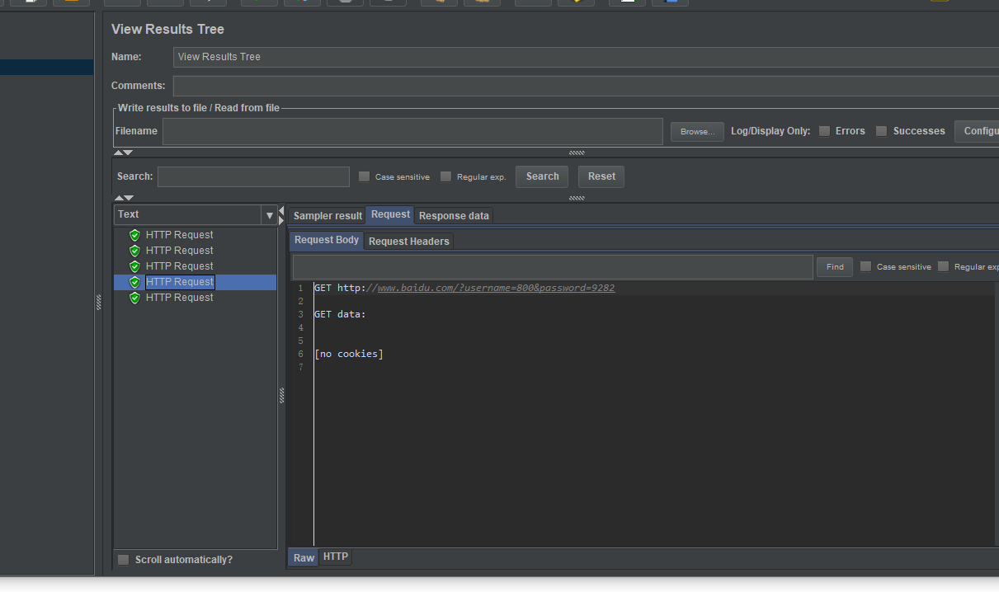 View Results Tree
Name: View Results Tree
Comments:
Write results to file / Read from file
Filename Browse... Log/Display Only: Errors Successes Configu
Search: Case sensitive Regular exp. Search Reset
Text Sampler result Request Response data
HTTP Request
HTTP Request
HTTP Request
HTTP Request
HTTP Request
Request Body Request Headers
Find Case sensitive Regular exp
1 GET http://www.baidu.com/?username=800&password=9282
2
3 GET data:
4
5
6 [no cookies]
7
Scroll automatically? Raw HTTP